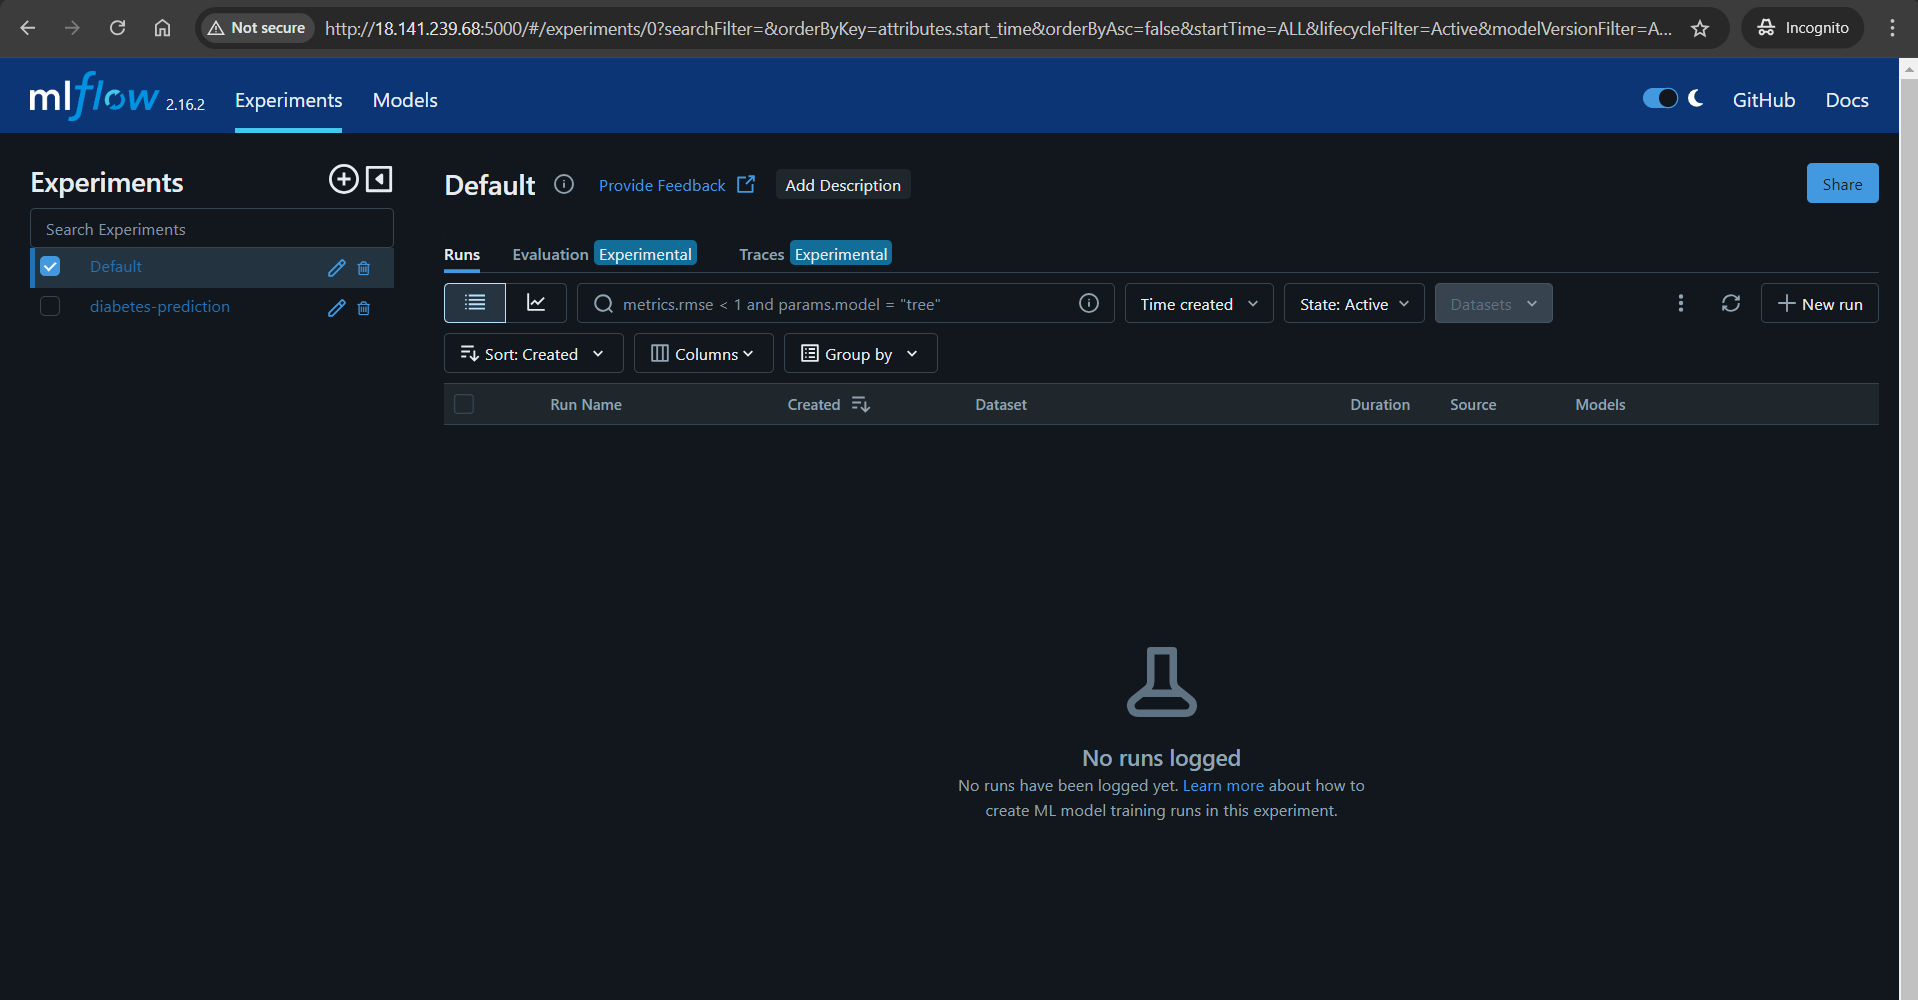 Not secure http://18.141.239.68:5000/#/experiments/0?searchFilter=&orderByKey=attributes.start_time&orderByAsc=false&startTime=ALL&lifecycleFilter=Active&modelVersionFilter=A... Incognito
mlflow 2.16.2 Experiments Models GitHub Docs
Experiments
Search Experiments
Default
diabetes-prediction
Default Provide Feedback Add Description Share
Runs Evaluation Experimental Traces Experimental
metrics.rmse < 1 and params.model = "tree" Time created State: Active Datasets New run
Sort: Created Columns Group by
Run Name Created Dataset Duration Source Models
No runs logged
No runs have been logged yet. Learn more about how to
create ML model training runs in this experiment.